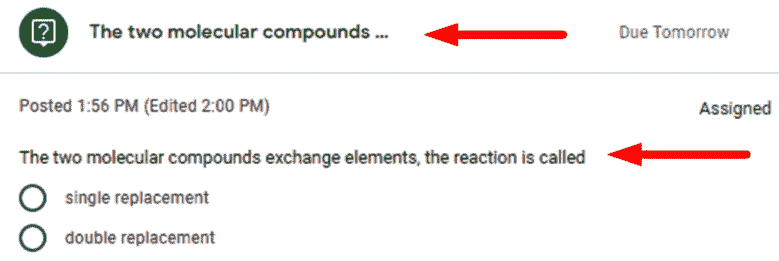 The two molecular compounds ...
Due Tomorrow
Posted 1:56 PM (Edited 2:00 PM)
Assigned
The two molecular compounds exchange elements, the reaction is called
single replacement
double replacement